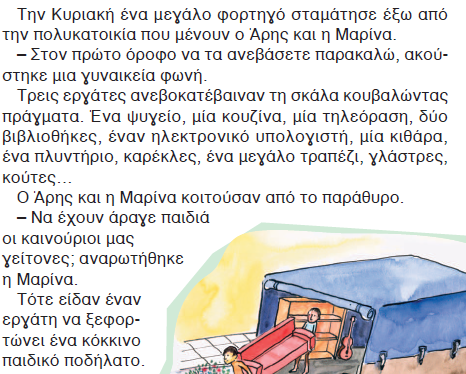 Την Κυριακή ένα μεγάλο φορτηγό σταμάτησε έξω από
την πολυκατοικία που μένουν ο Άρης και η Μαρίνα.
– Στον πρώτο όροφο να τα ανεβάσετε παρακαλώ, ακού-
στηκε μια γυναικεία φωνή.
Τρεις εργάτες ανεβοκατέβαιναν τη σκάλα κουβαλώντας
πράγματα. Ένα ψυγείο, μία κουζίνα, μία τηλεόραση, δύο
βιβλιοθήκες, έναν ηλεκτρονικό υπολογιστή, μία κιθάρα,
ένα πλυντήριο, καρέκλες, ένα μεγάλο τραπέζι, γλάστρες,
κούτες...
Ο Άρης και η Μαρίνα κοιτούσαν από το παράθυρο.
– Να έχουν άραγε παιδιά
οι καινούριοι μας
γείτονες; αναρωτήθηκε
η Μαρίνα.
Τότε είδαν έναν
εργάτη να ξεφορ-
τώνει ένα κόκκινο
παιδικό ποδήλατο.